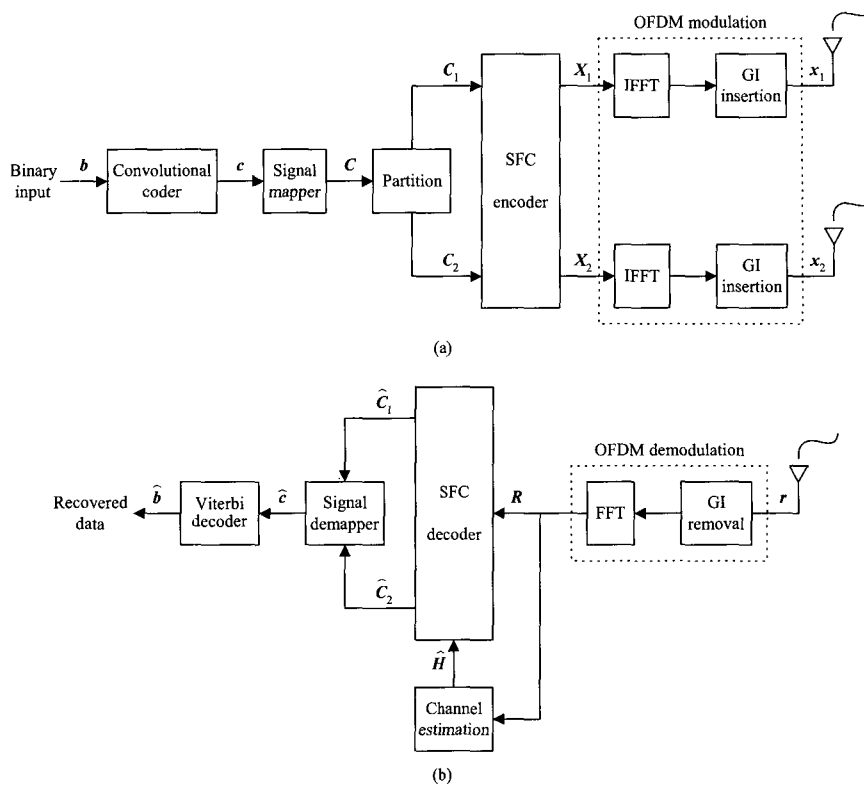 OFDM modulation
C₁
X₁
IFFT
GI
insertion
x₁
Binary
input
b
Convolutional
coder
c
Signal
mapper
C
Partition
SFC
encoder
C₂
X₂
IFFT
GI
insertion
x₂
(a)
Ĉ₁
OFDM demodulation
Recovered
data
b̂
Viterbi
decoder
ĉ
Signal
demapper
SFC
decoder
R
FFT
GI
removal
r
Ĉ₂
Ĥ
Channel
estimation
(b)